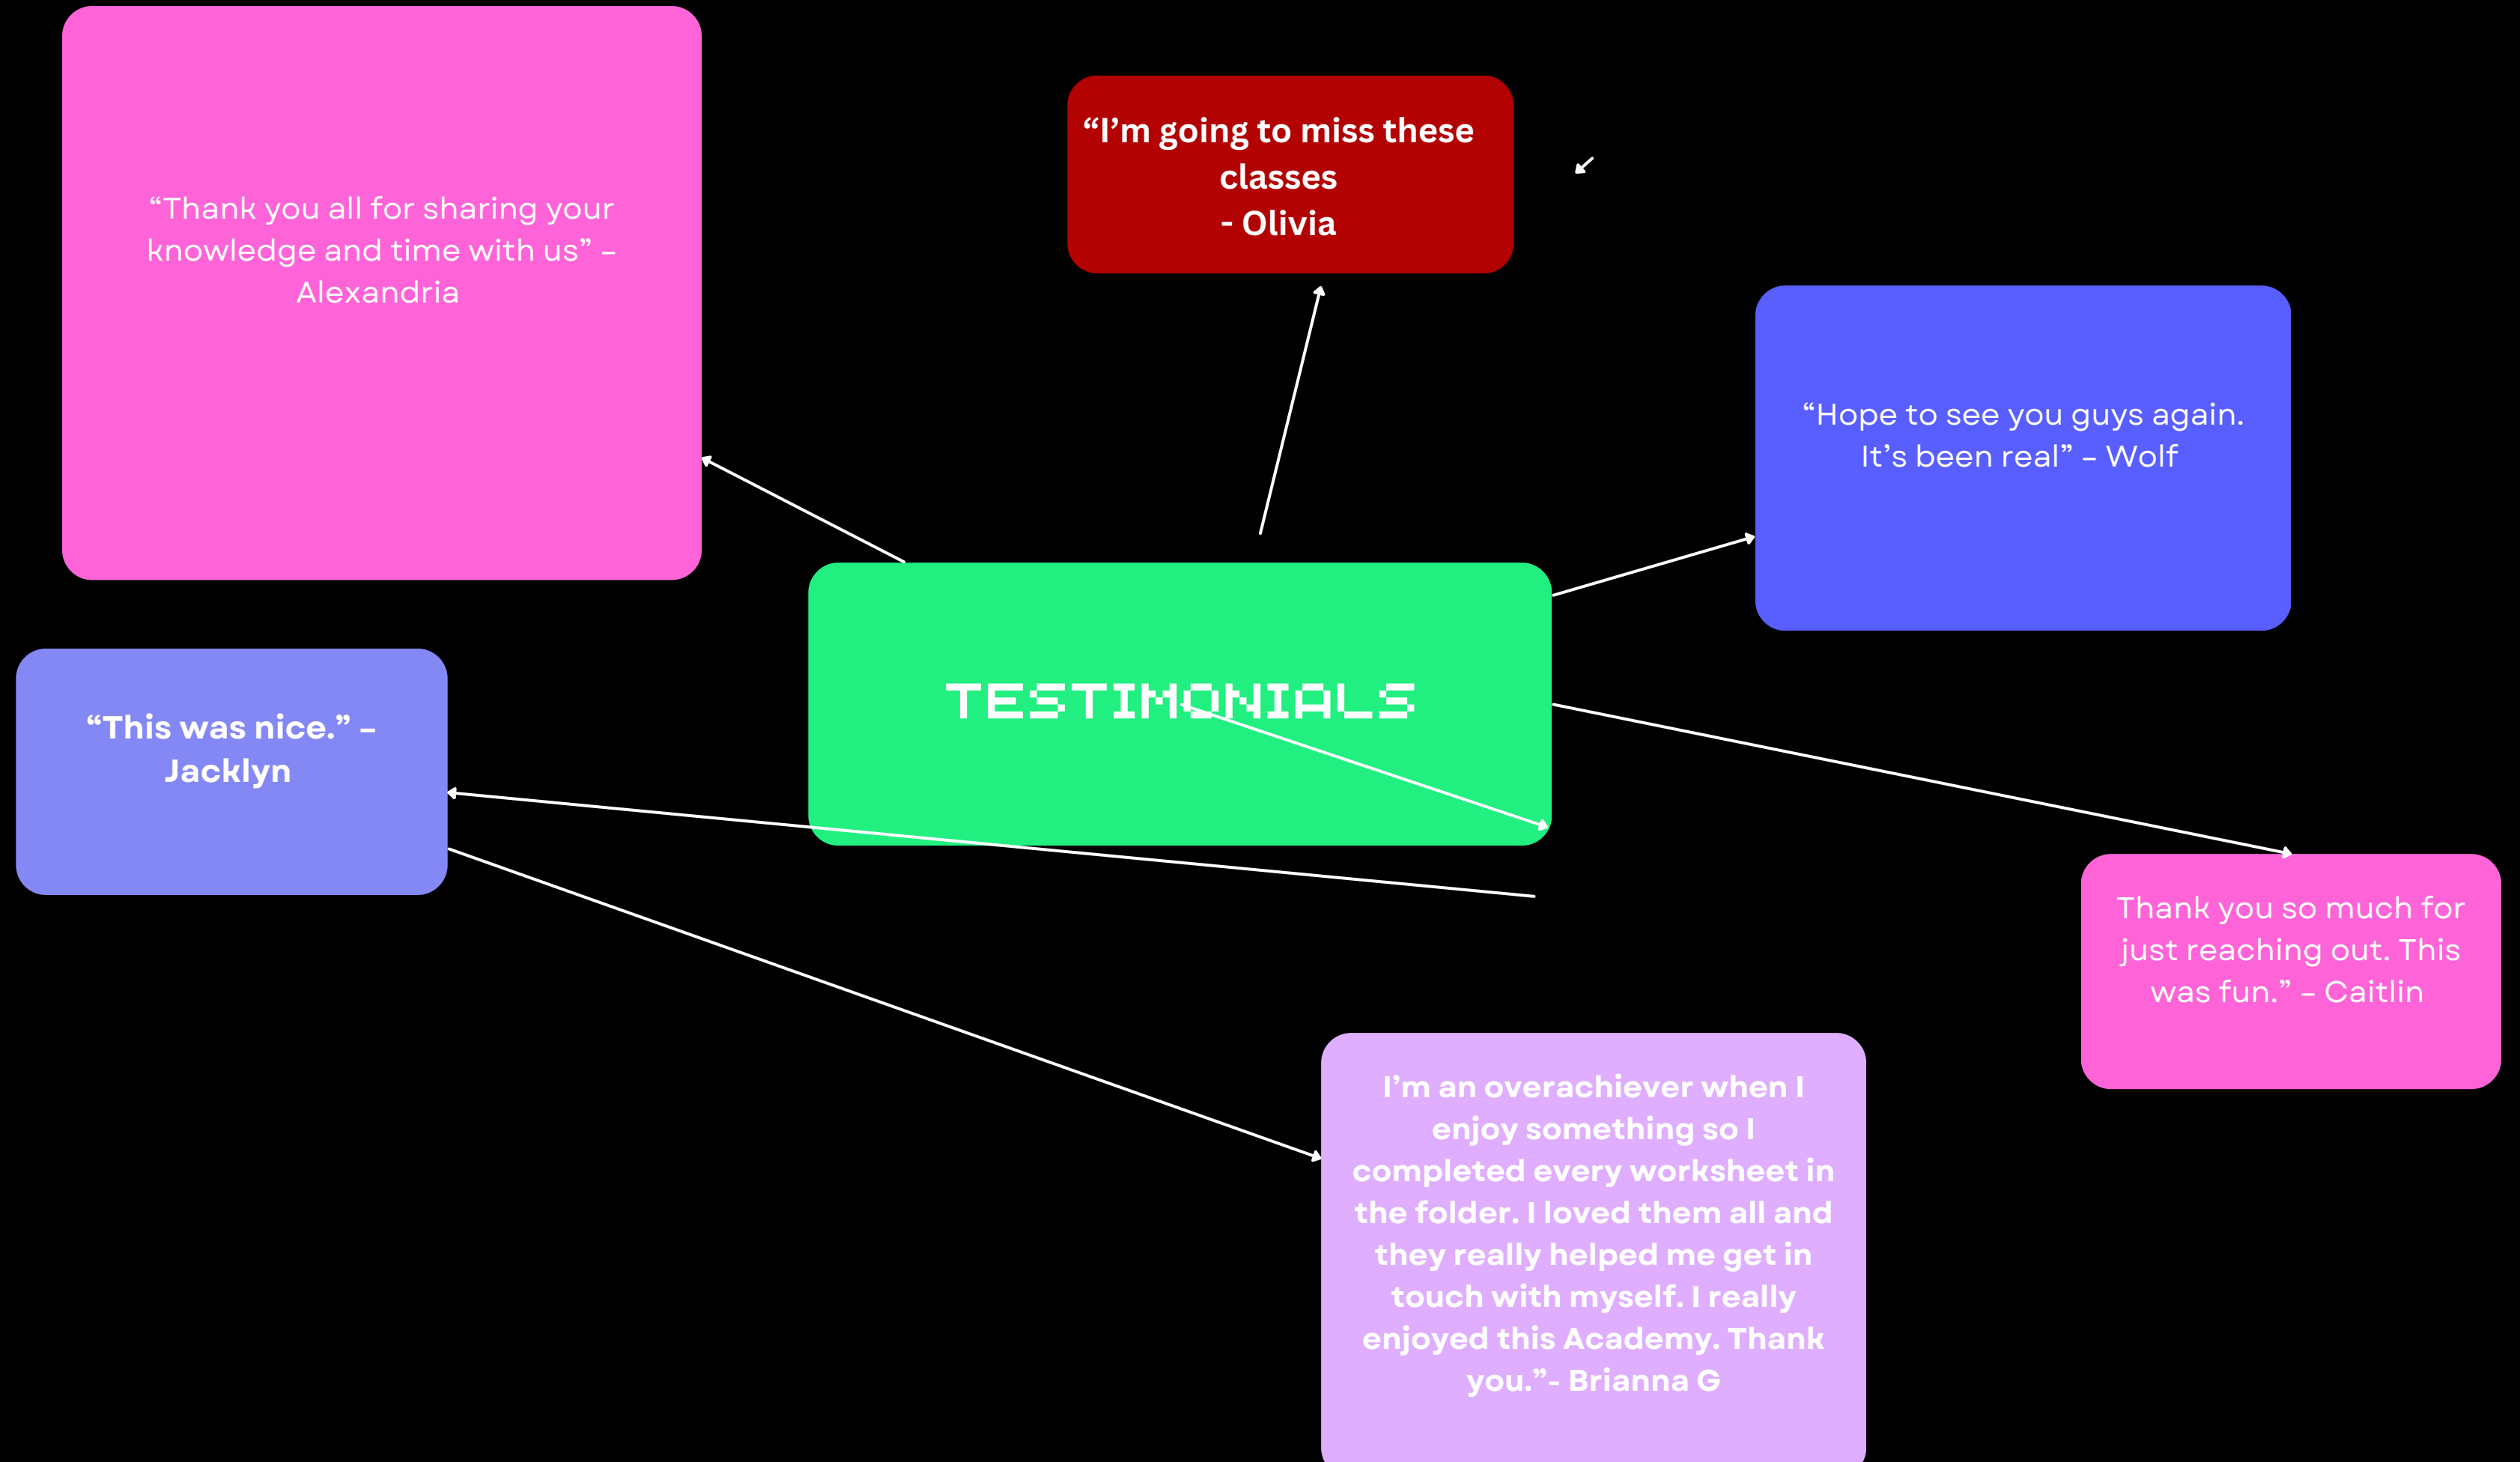 “Thank you all for sharing your
knowledge and time with us” –
Alexandria
“I’m going to miss these
classes
- Olivia
“Hope to see you guys again.
It’s been real” – Wolf
TESTIMONIALS
“This was nice.” –
Jacklyn
Thank you so much for
just reaching out. This
was fun.” – Caitlin
I’m an overachiever when I
enjoy something so I
completed every worksheet in
the folder. I loved them all and
they really helped me get in
touch with myself. I really
enjoyed this Academy. Thank
you.”- Brianna G